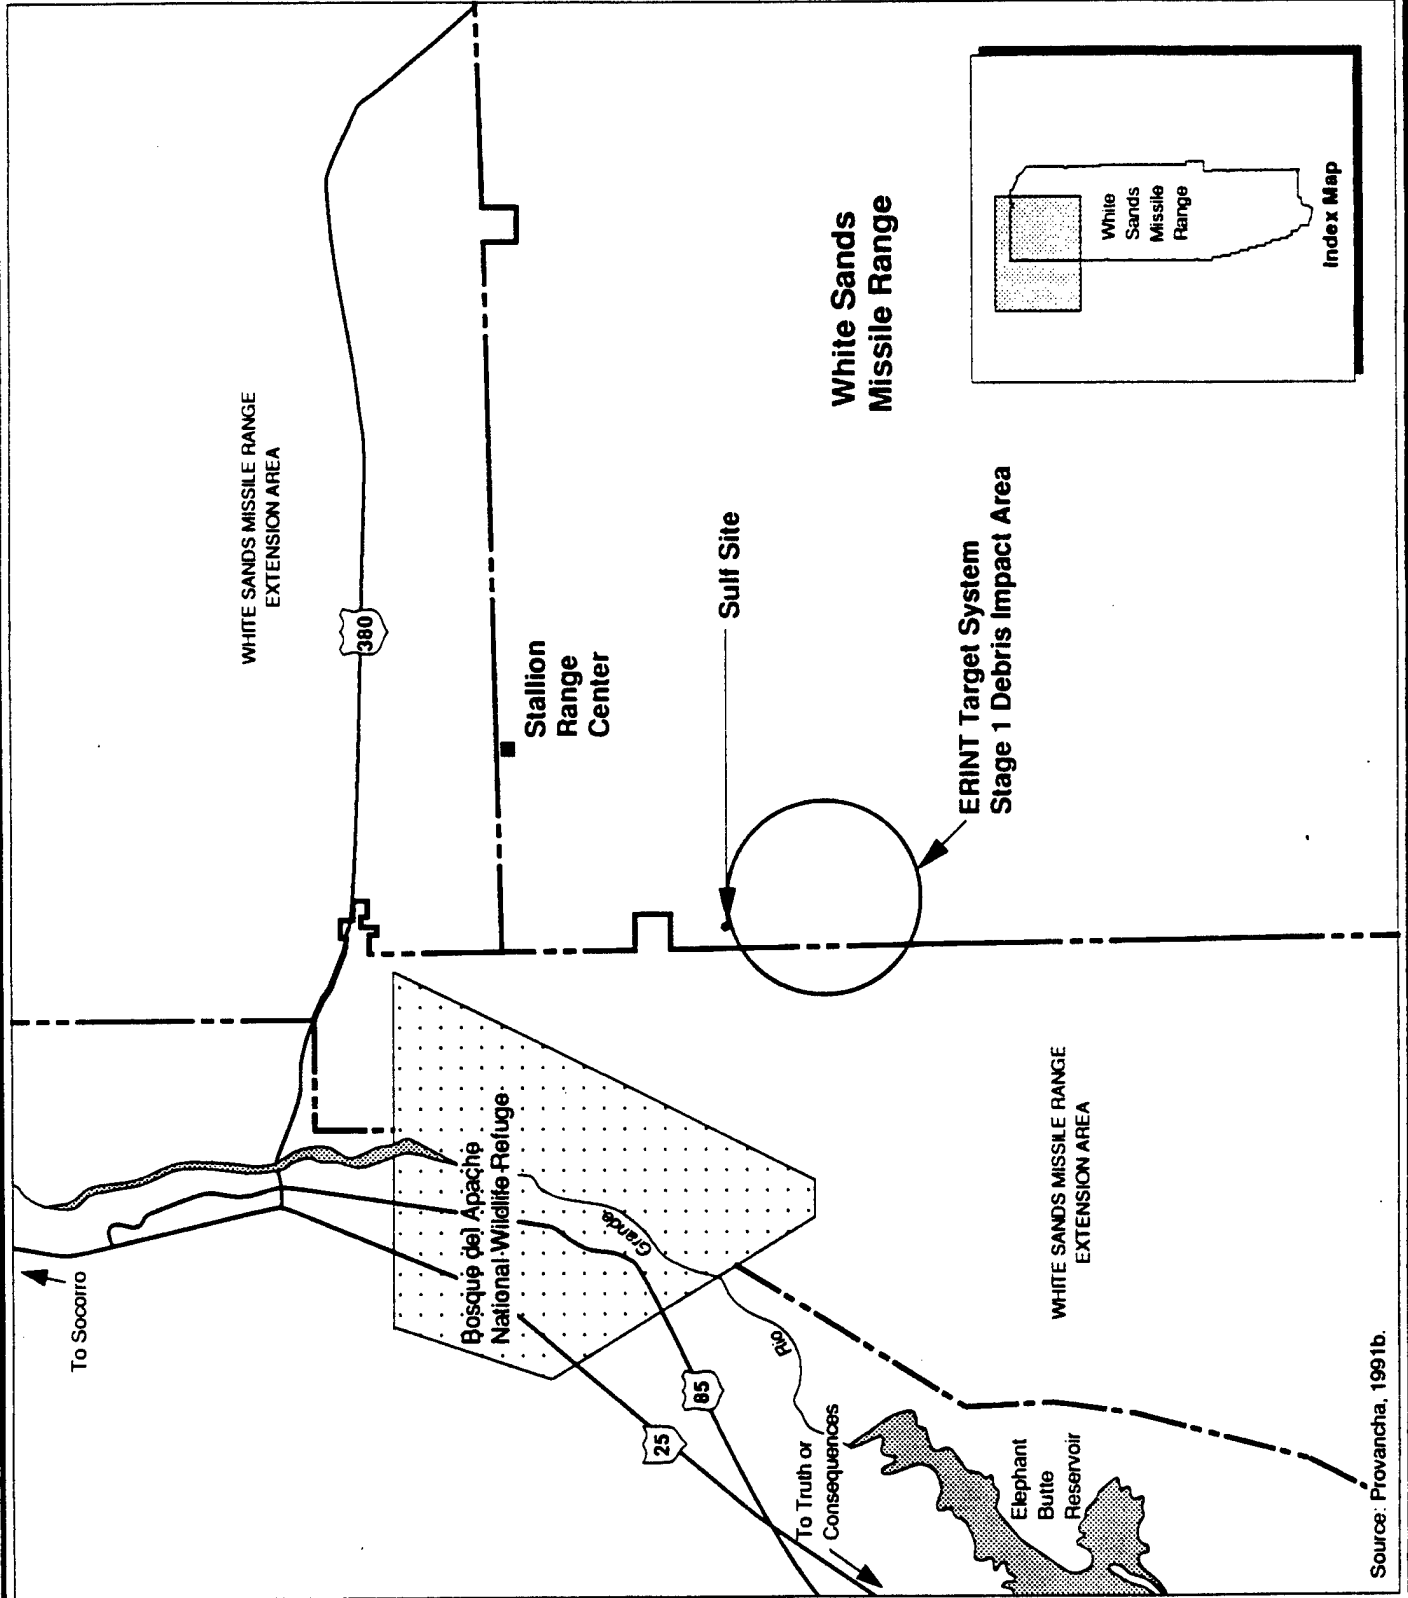 To Socorro
WHITE SANDS MISSILE RANGE
EXTENSION AREA
380
Bosque del Apache
National Wildlife Refuge
Stallion
Range
Center
Grande
Rio
25
85
Sulf Site
To Truth or
Consequences
White Sands
Missile Range
ERINT Target System
Stage 1 Debris Impact Area
Elephant
Butte
Reservoir
WHITE SANDS MISSILE RANGE
EXTENSION AREA
White
Sands
Missile
Range
Index Map
Source: Provancha, 1991b.